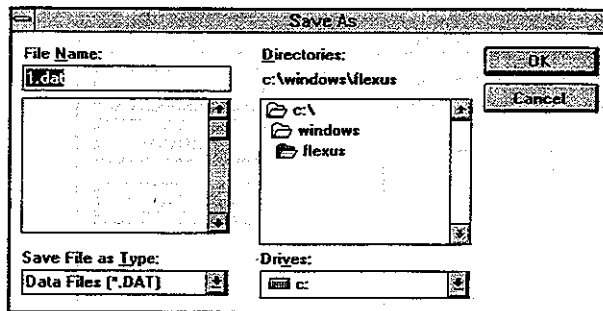 Save As
File Name:
1.dat
Directories:
c:\windows\flexus
OK
Cancel
c:\
windows
flexus
Save File as Type:
Data Files (*.DAT)
Drives:
c: